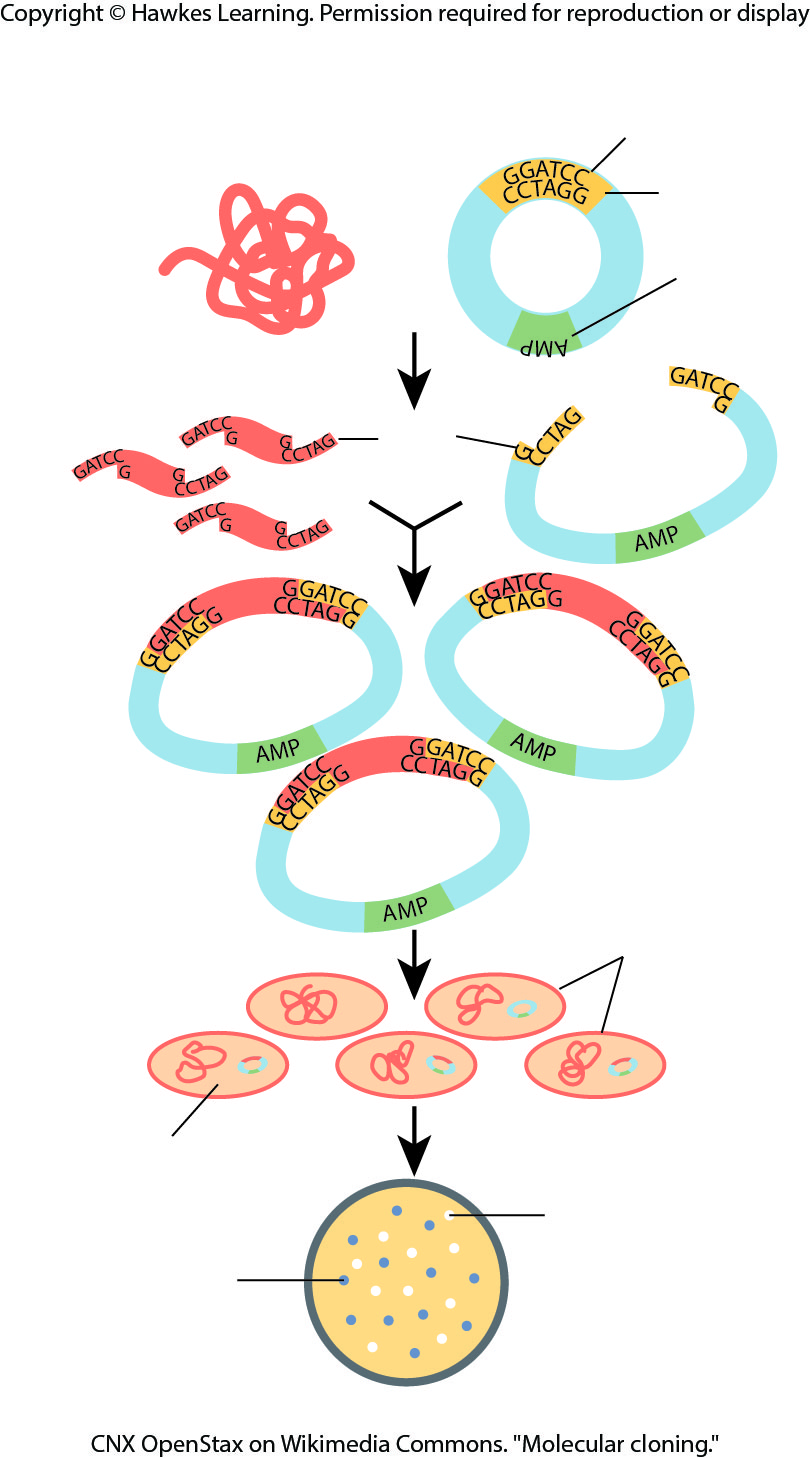 Copyright © Hawkes Learning. Permission required for reproduction or display
GGATCC
CCTAGG
AMP
GATCC
G
G
CCTAG
GATCC
G
G
CCTAG
GATCC
G
G
CCTAG
G
CCTAG
GATCC
G
AMP
GGATCC
CCTAGG
GGATCC
CCTAGG
AMP
GGATCC
CCTAGG
GGATCC
CCTAGG
AMP
GGATCC
CCTAGG
GGATCC
CCTAGG
AMP
CNX OpenStax on Wikimedia Commons. "Molecular cloning."